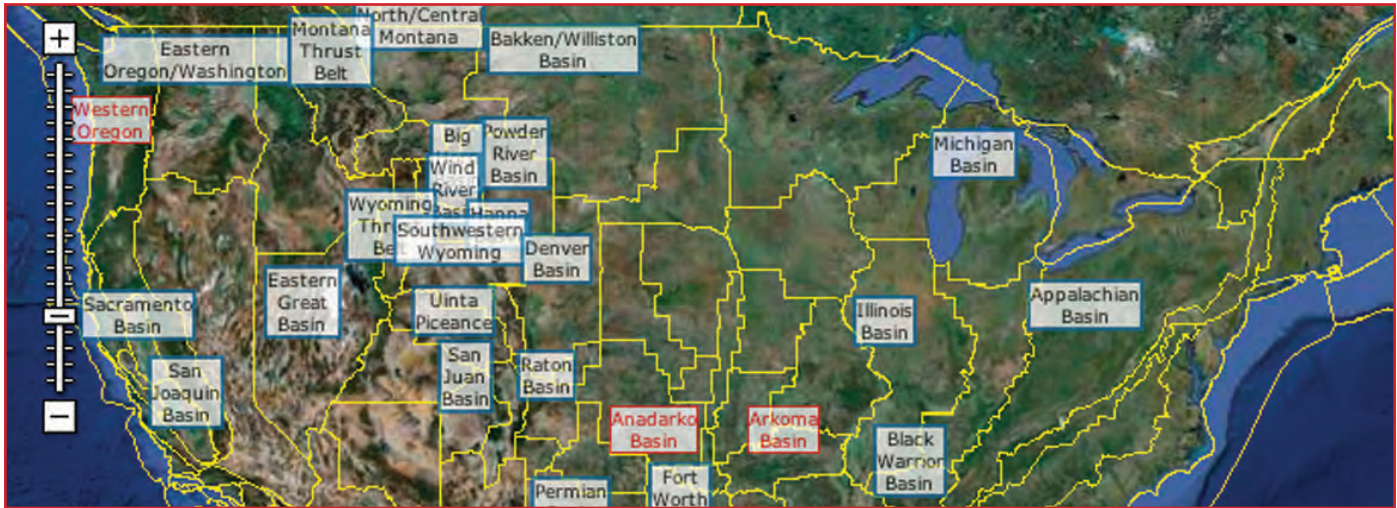 North/Central
Montana
Montana
Thrust
Belt
Eastern
Oregon/Washington
Bakken/Williston
Basin
+
Western
Oregon
Big
Powder
River
Basin
Michigan
Basin
Wind
River
Wyoming
Hanna
Southwestern
Wyoming
Denver
Basin
Eastern
Great
Basin
Sacramento
Basin
Uinta
Piceance
Illinois
Basin
Appalachian
Basin
San
Juan
Basin
Raton
Basin
San
Joaquin
Basin
Anadarko
Basin
Arkoma
Basin
Black
Warrior
Basin
Fort
Worth
Permian
−